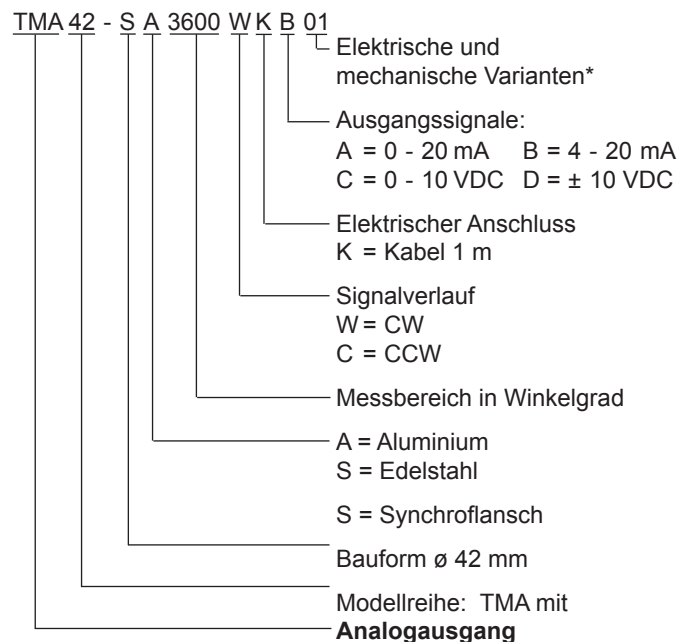 TMA 42 - S A 3600 W K B 01
Elektrische und
mechanische Varianten*
Ausgangssignale:
A = 0 - 20 mA B = 4 - 20 mA
C = 0 - 10 VDC D = ± 10 VDC
Elektrischer Anschluss
K = Kabel 1 m
Signalverlauf
W = CW
C = CCW
Messbereich in Winkelgrad
A = Aluminium
S = Edelstahl
S = Synchroflansch
Bauform ø 42 mm
Modellreihe: TMA mit
Analogausgang